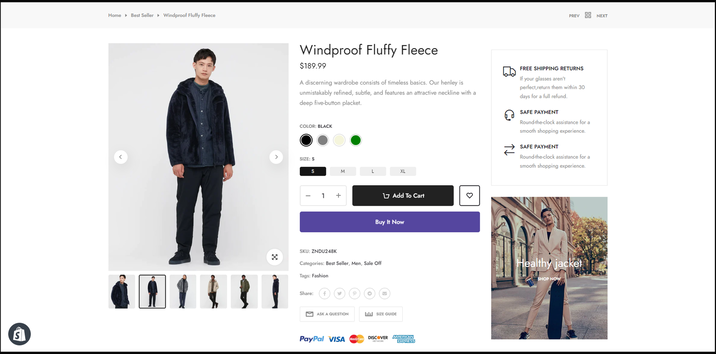 Home > Best Seller > Windproof Fluffy Fleece
PREV
NEXT
Windproof Fluffy Fleece
$189.99
A discerning wardrobe consists of timeless basics. Our henley is
unmistakably refined, subtle, and features an attractive neckline with a
deep five-button placket.
COLOR: BLACK
SIZE: S
S M L XL
− 1 + Add To Cart
Buy It Now
SKU: ZNDU24BK
Categories: Best Seller, Men, Sale Off
Tags: Fashion
Share:
ASK A QUESTION SIZE GUIDE
PayPal VISA MasterCard DISCOVER AMERICAN EXPRESS
FREE SHIPPING RETURNS
If your glasses aren't
perfect,return them within 30
days for a full refund.
SAFE PAYMENT
Round-the-clock assistance for a
smooth shopping experience.
SAFE PAYMENT
Round-the-clock assistance for a
smooth shopping experience.
Healthy jacket
SHOP NOW